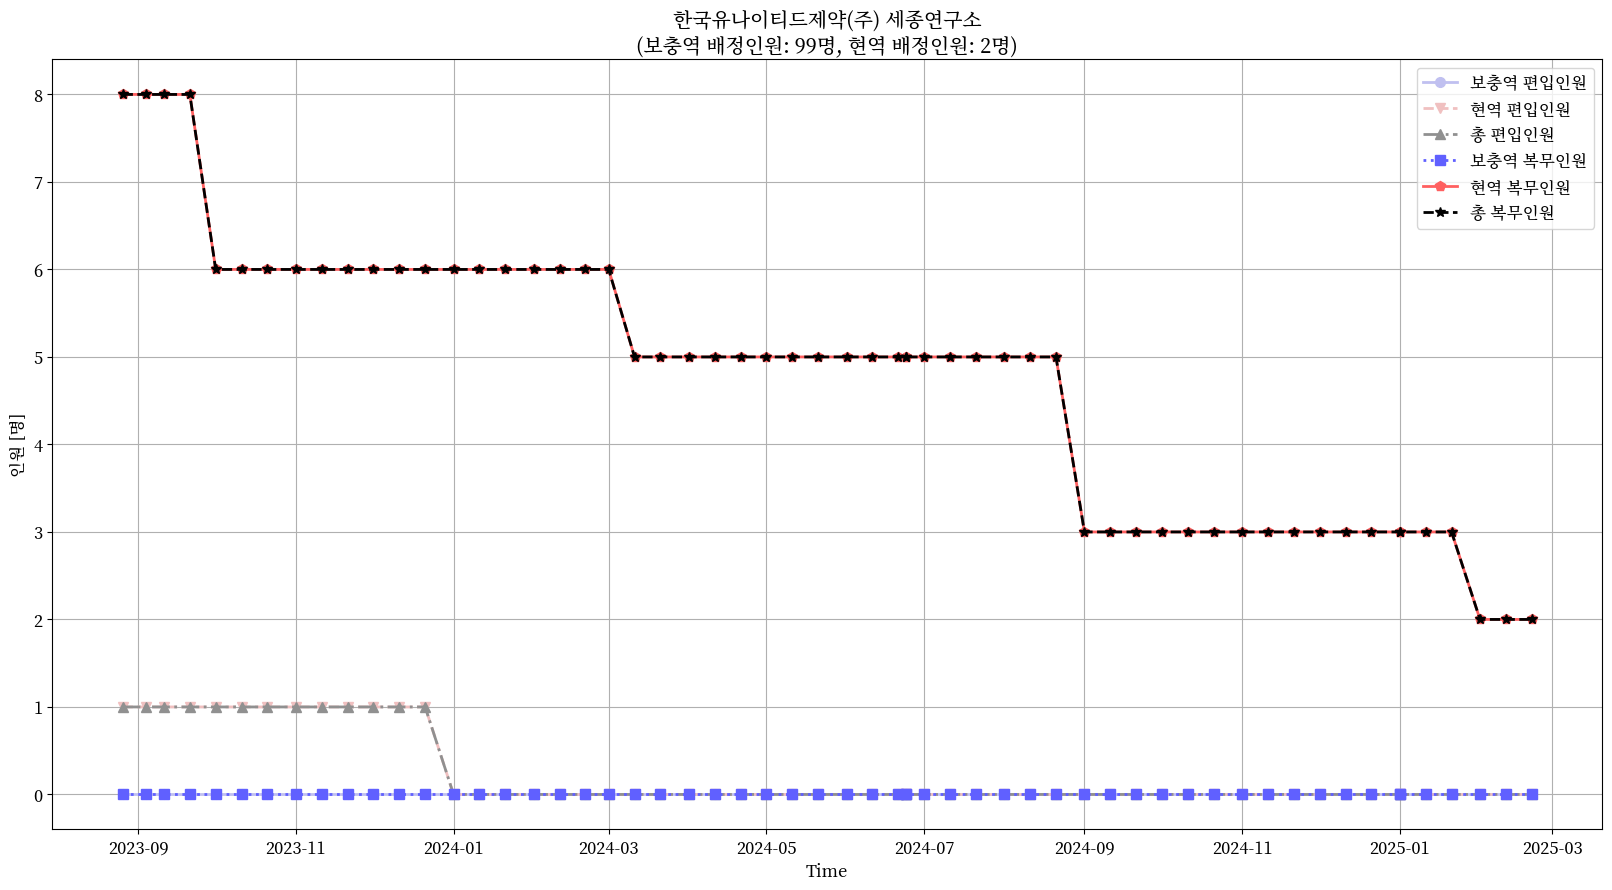 한국유나이티드제약(주) 세종연구소
(보충역 배정인원: 99명, 현역 배정인원: 2명)
보충역 편입인원
현역 편입인원
총 편입인원
보충역 복무인원
현역 복무인원
총 복무인원
8
7
6
5
4
3
2
1
0
인원 [명]
2023-09 2023-11 2024-01 2024-03 2024-05 2024-07 2024-09 2024-11 2025-01 2025-03
Time